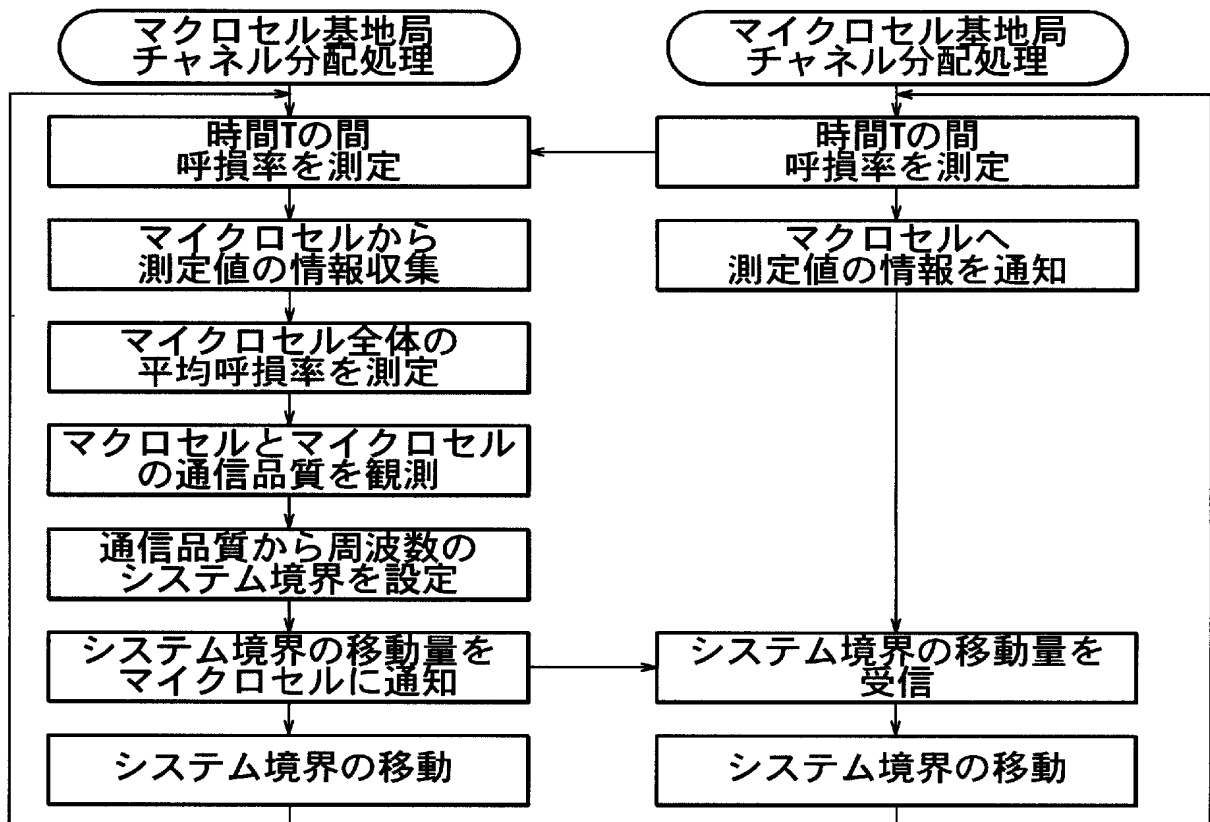 マクロセル基地局
チャネル分配処理
時間Tの間
呼損率を測定
マイクロセルから
測定値の情報収集
マイクロセル全体の
平均呼損率を測定
マクロセルとマイクロセル
の通信品質を観測
通信品質から周波数の
システム境界を設定
システム境界の移動量を
マイクロセルに通知
システム境界の移動
マイクロセル基地局
チャネル分配処理
時間Tの間
呼損率を測定
マクロセルへ
測定値の情報を通知
システム境界の移動量を
受信
システム境界の移動